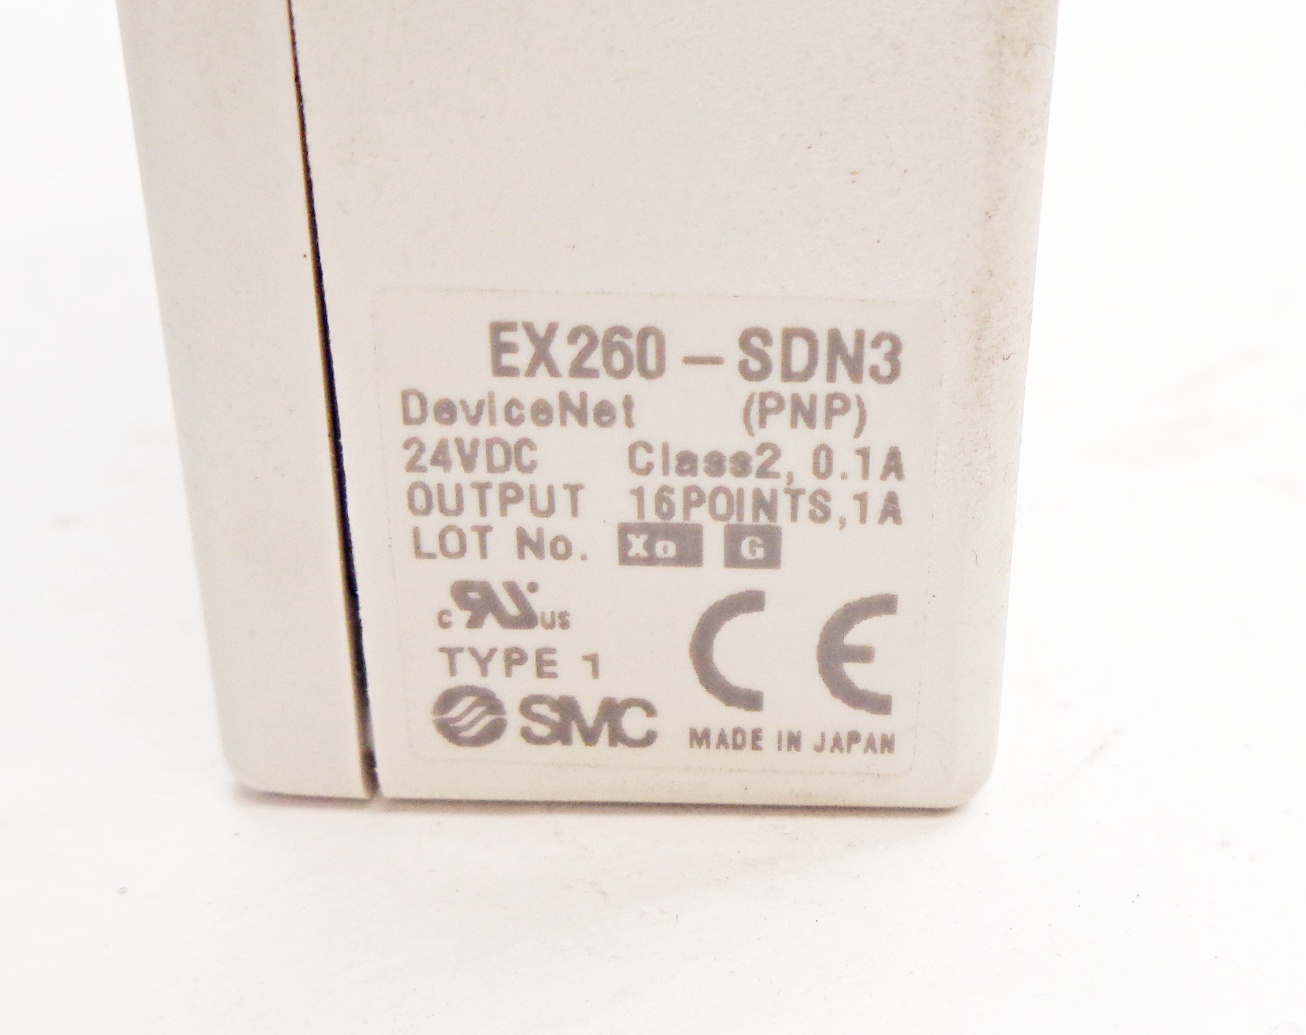 EX260-SDN3
DeviceNet (PNP)
24VDC Class2, 0.1A
OUTPUT 16POINTS, 1A
LOT No. Xo G
c RU us
TYPE 1
SMC
CE
MADE IN JAPAN